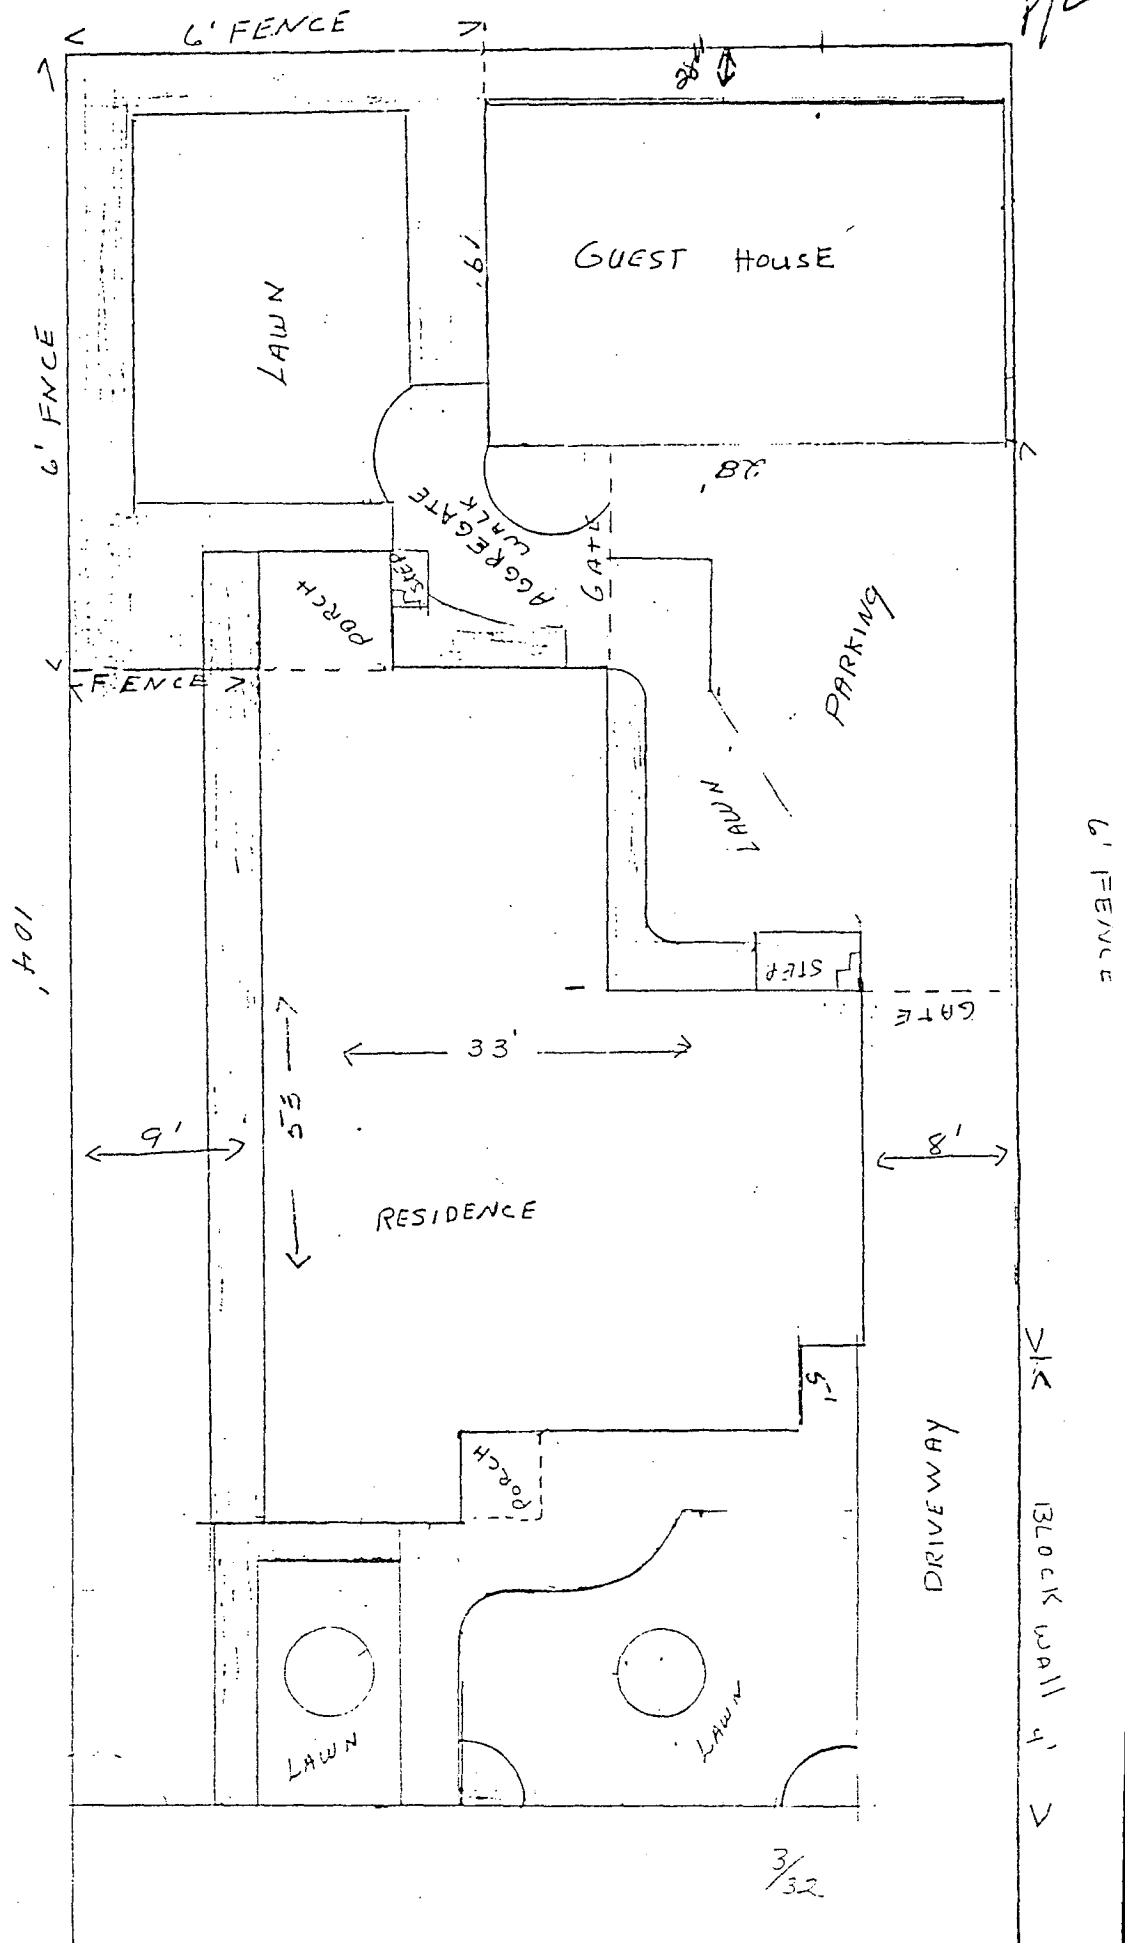 6' FENCE
GUEST HOUSE
19'
LAWN
6' FNCE
28'
AGGREGATE
WALK
GATE
STEP
PORCH
PARKING
FENCE
LAWN
6' FENCE
104'
STEP
GATE
33'
53
9'
8'
RESIDENCE
5'
PORCH
DRIVEWAY
BLOCK WALL 4'
LAWN
LAWN
3/32